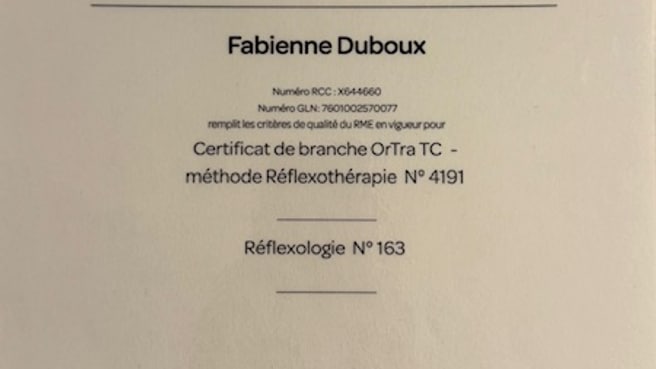 Fabienne Duboux
Numéro RCC : X644660
Numéro GLN: 7601002570077
remplit les critères de qualité du RME en vigueur pour
Certificat de branche OrTra TC -
méthode Réflexothérapie N° 4191
Réflexologie N° 163